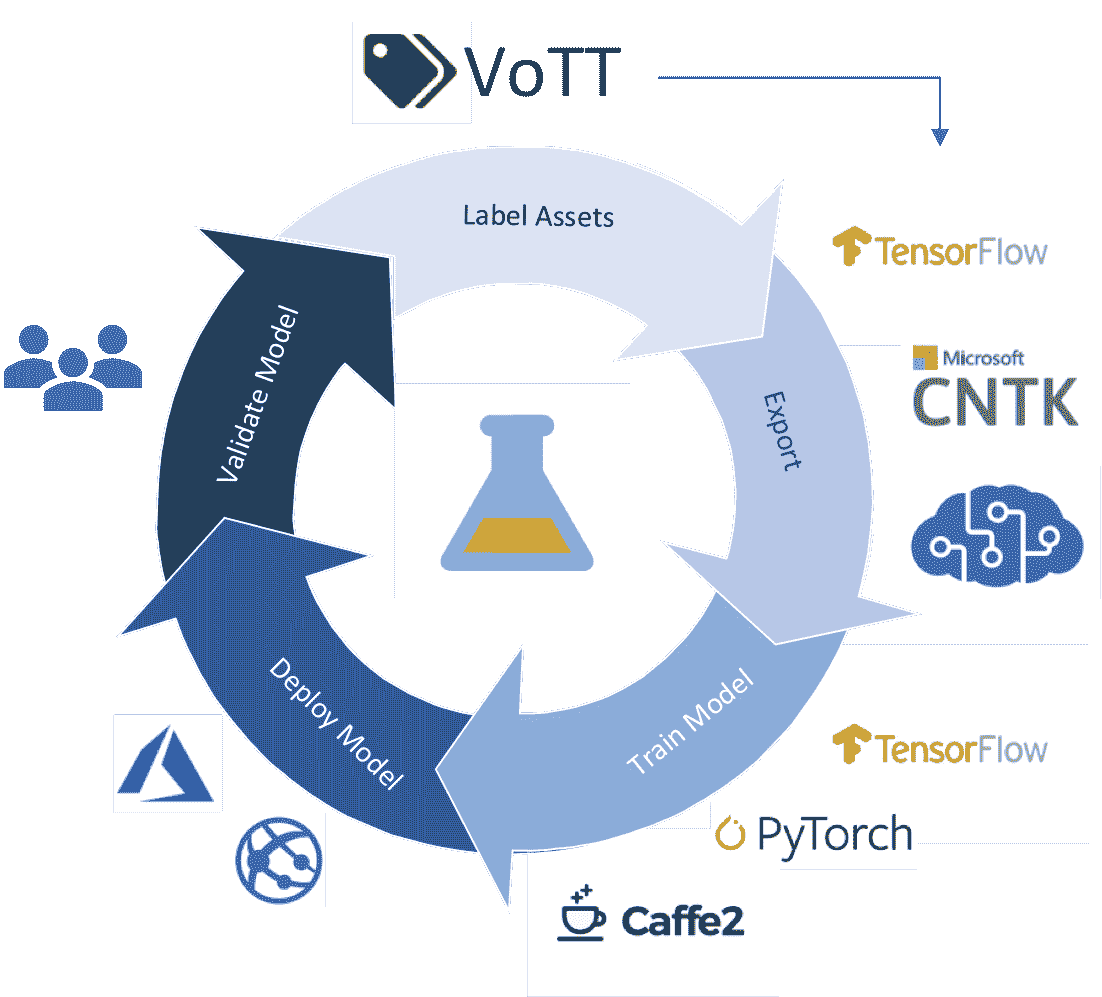 VoTT
Label Assets
TensorFlow
Export
Microsoft
CNTK
Validate Model
Train Model
Deploy Model
TensorFlow
PyTorch
Caffe2